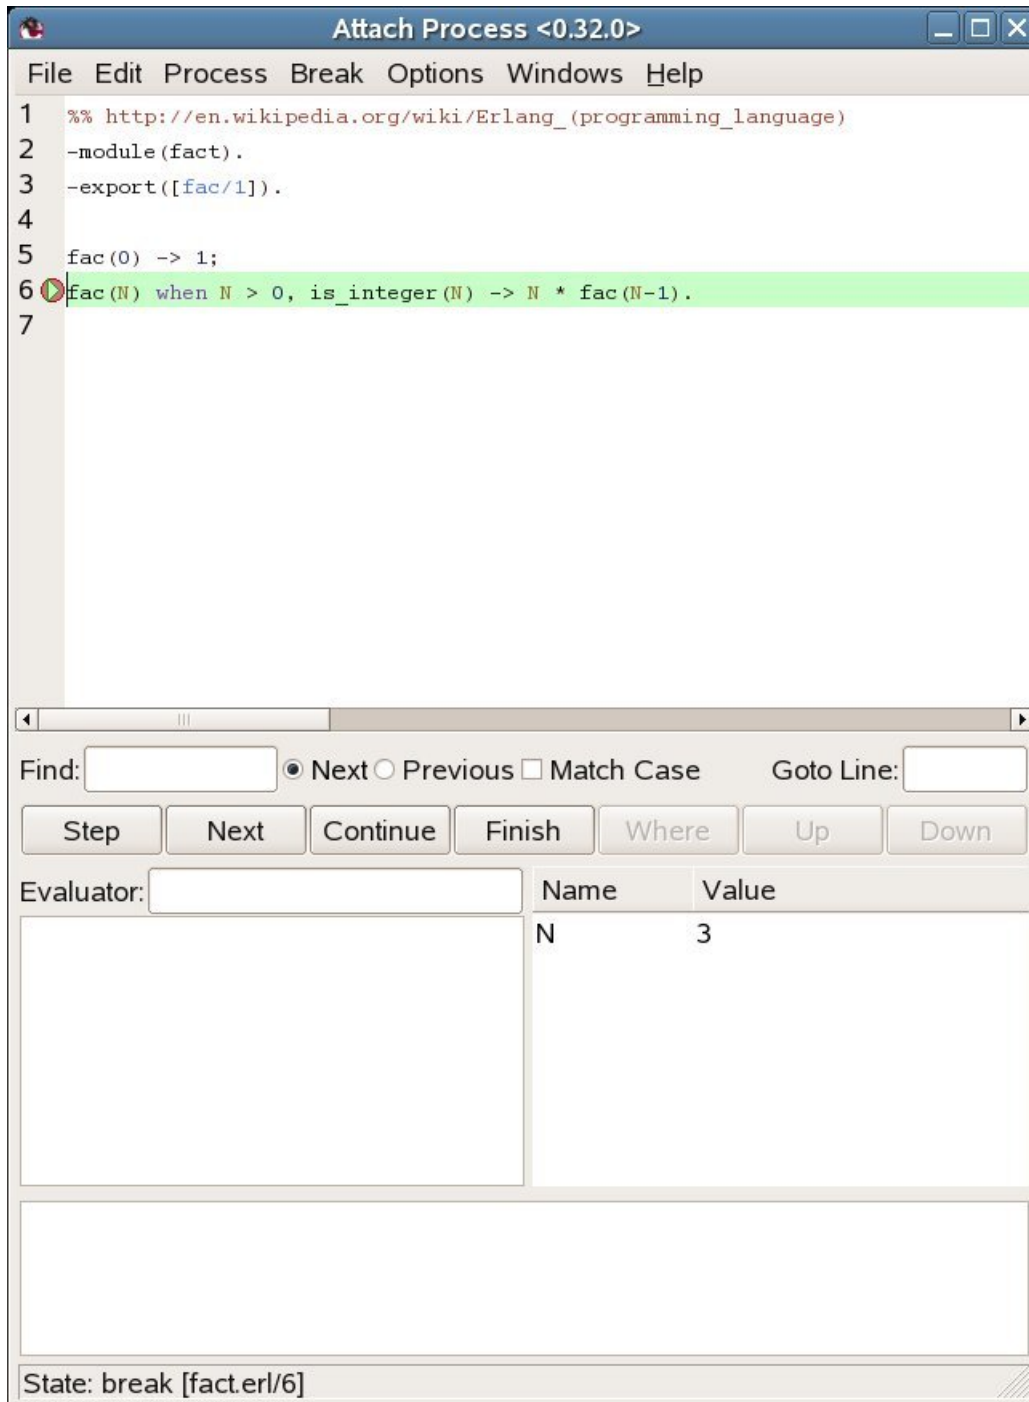 Attach Process <0.32.0>
File Edit Process Break Options Windows Help
1 %% http://en.wikipedia.org/wiki/Erlang_(programming_language)
2 -module(fact).
3 -export([fac/1]).
4
5 fac(0) -> 1;
6 fac(N) when N > 0, is_integer(N) -> N * fac(N-1).
7
Find: Next Previous Match Case Goto Line:
Step Next Continue Finish Where Up Down
Evaluator: Name Value
N 3
State: break [fact.erl/6]